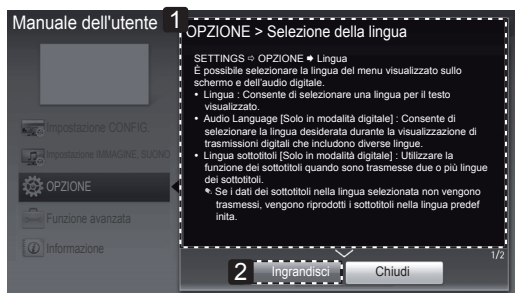 Manuale dell'utente
1
OPZIONE > Selezione della lingua
SETTINGS ⇨ OPZIONE ➧ Lingua
È possibile selezionare la lingua del menu visualizzato sullo
schermo e dell'audio digitale.
• Lingua : Consente di selezionare una lingua per il testo
visualizzato.
• Audio Language [Solo in modalità digitale] : Consente di
selezionare la lingua desiderata durante la visualizzazione di
trasmissioni digitali che includono diverse lingue.
• Lingua sottotitoli [Solo in modalità digitale] : Utilizzare la
funzione dei sottotitoli quando sono trasmesse due o più lingue
dei sottotitoli.
Se i dati dei sottotitoli nella lingua selezionata non vengono
trasmessi, vengono riprodotti i sottotitoli nella lingua predef
inita.
Impostazione CONFIG.
Impostazione IMMAGINE, SUONO
OPZIONE
Funzione avanzata
Informazione
1/2
2
Ingrandisci
Chiudi